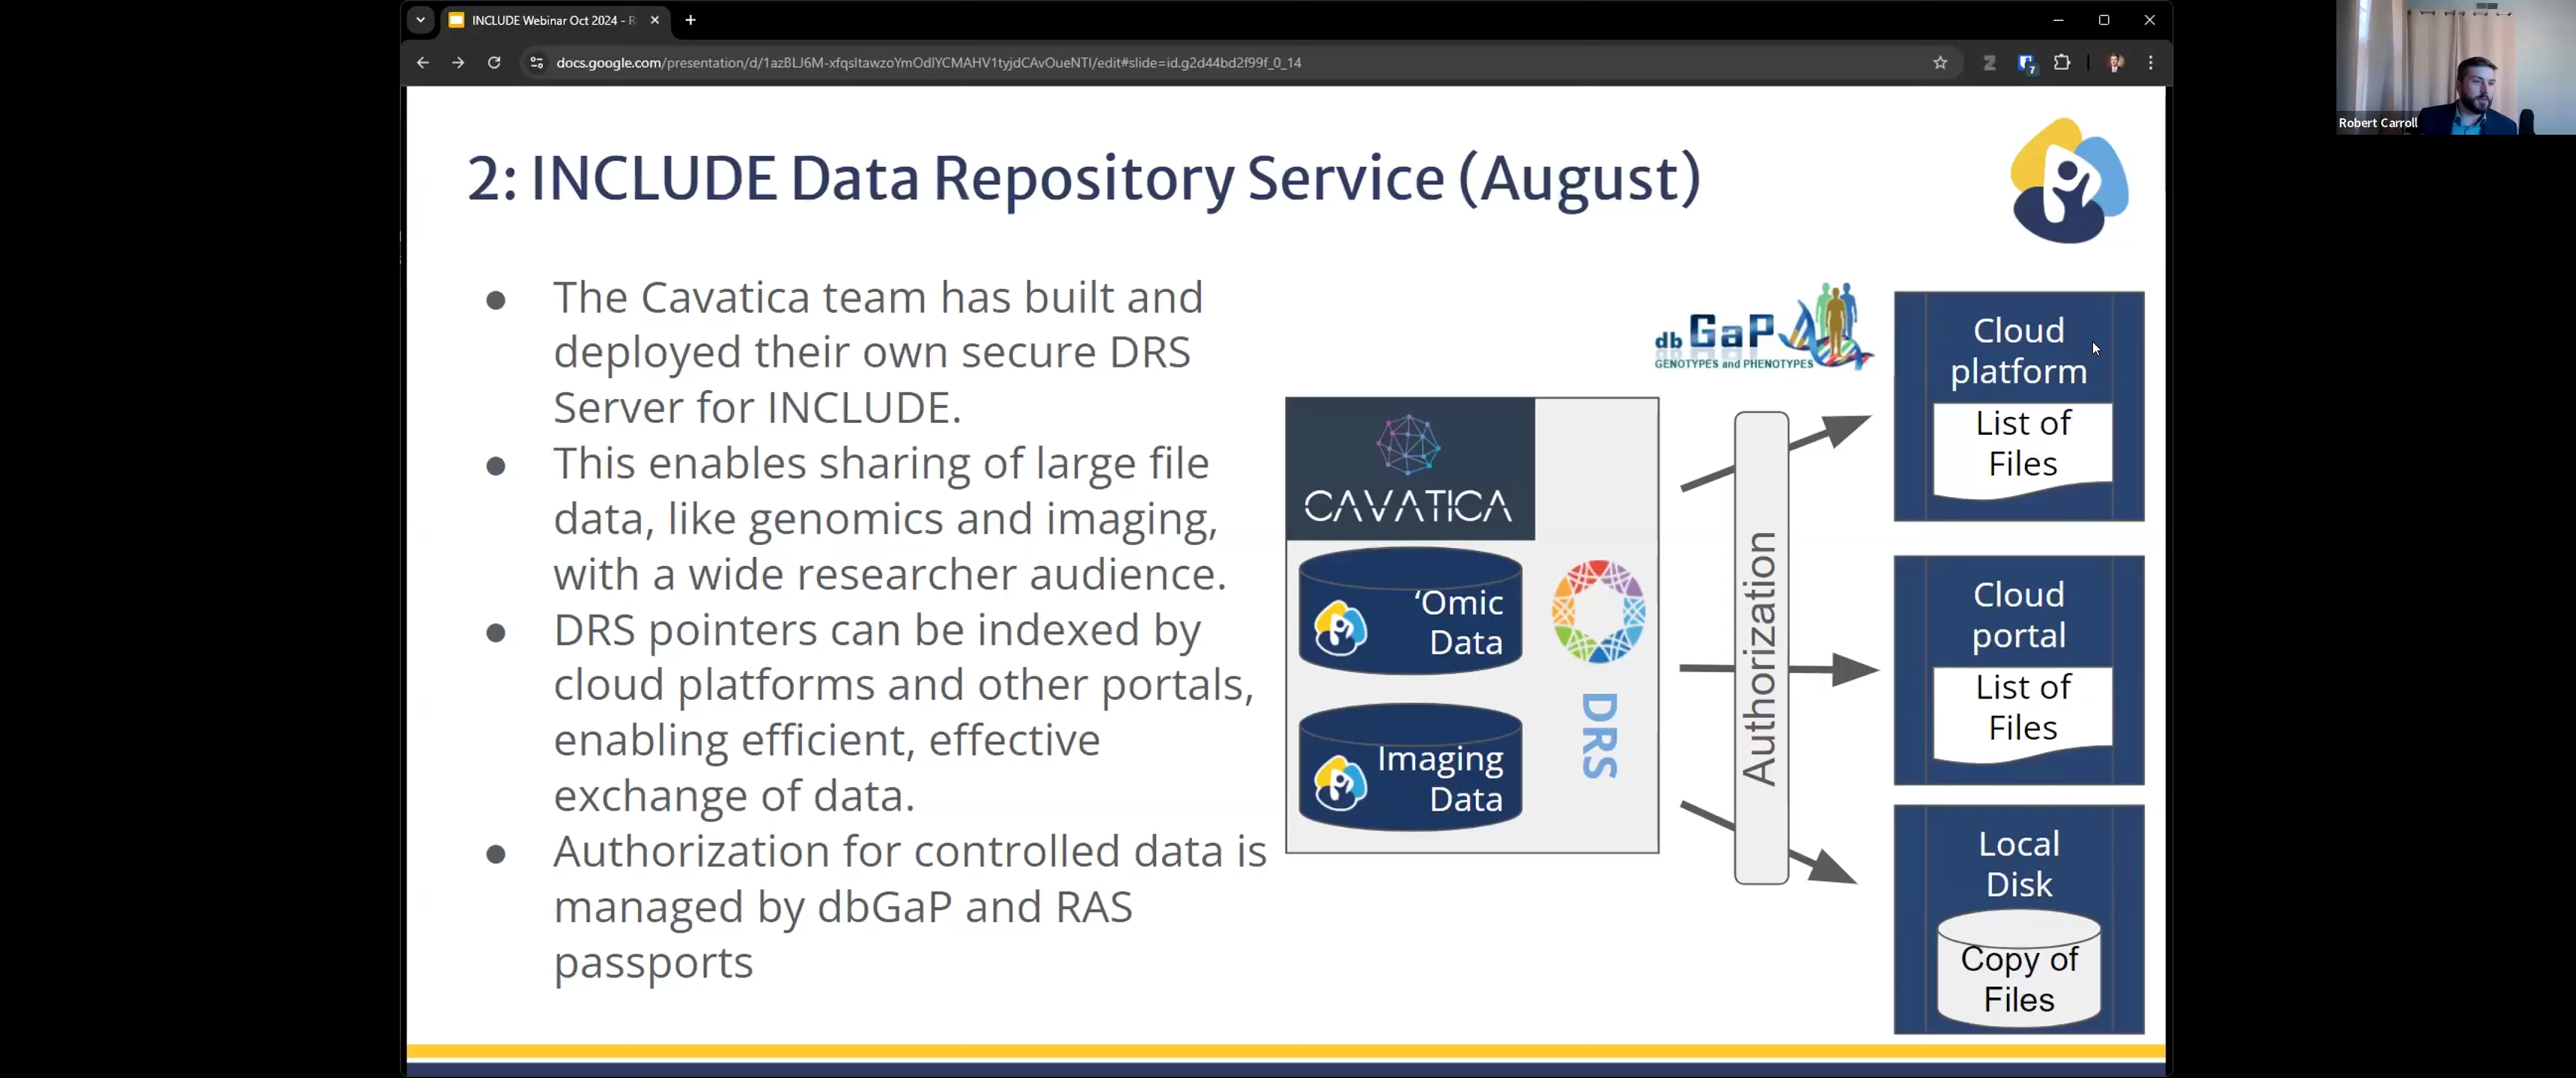 INCLUDE Webinar Oct 2024 - R
docs.google.com/presentation/d/1azBLJ6M-xfqsltawzoYmOdlYCMAHV1tyjdCAvOueNTI/edit#slide=id.g2d44bd2f99f_0_14
Z
7
Robert Carroll
2: INCLUDE Data Repository Service (August)
● The Cavatica team has built and
deployed their own secure DRS
Server for INCLUDE.
● This enables sharing of large file
data, like genomics and imaging,
with a wide researcher audience.
● DRS pointers can be indexed by
cloud platforms and other portals,
enabling efficient, effective
exchange of data.
● Authorization for controlled data is
managed by dbGaP and RAS
passports
db GaP
GENOTYPES and PHENOTYPES
CAVATICA
‘Omic
Data
Imaging
Data
DRS
Authorization
Cloud
platform
List of
Files
Cloud
portal
List of
Files
Local
Disk
Copy of
Files